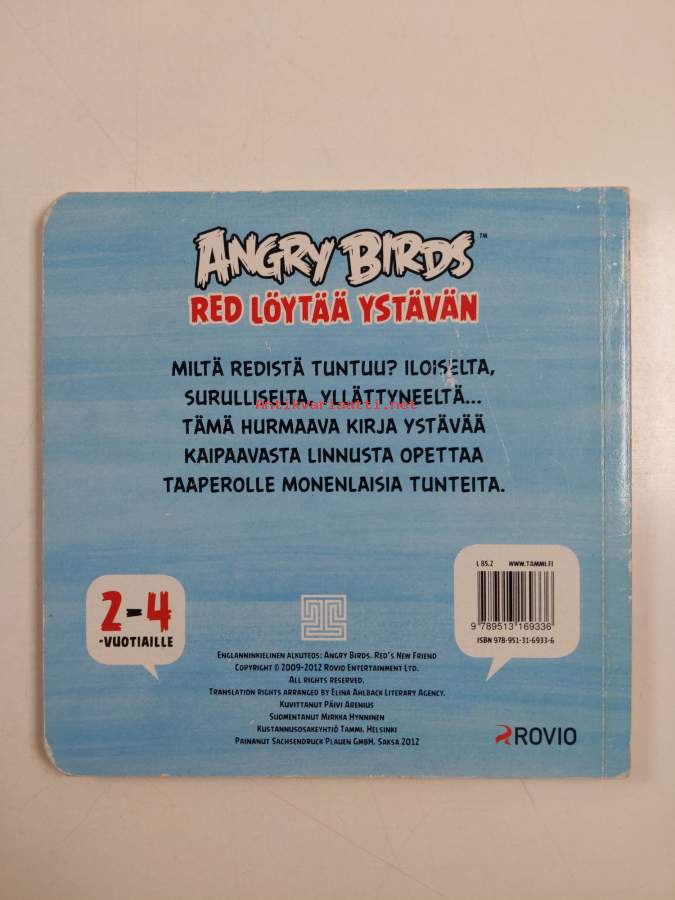 ANGRY BIRDS™
RED LÖYTÄÄ YSTÄVÄN
MILTÄ REDISTÄ TUNTUU? ILOISELTA,
SURULLISELTA, YLLÄTTYNEELTÄ...
Antikvariaatti.net
TÄMÄ HURMAAVA KIRJA YSTÄVÄÄ
KAIPAAVASTA LINNUSTA OPETTAA
TAAPEROLLE MONENLAISIA TUNTEITA.
2-4
-VUOTIAILLE
L 85.2 WWW.TAMMI.FI
9 789513 169336
ISBN 978-951-31-6933-6
ENGLANNINKIELINEN ALKUTEOS: ANGRY BIRDS. RED'S NEW FRIEND
COPYRIGHT © 2009-2012 ROVIO ENTERTAINMENT LTD.
ALL RIGHTS RESERVED.
TRANSLATION RIGHTS ARRANGED BY ELINA AHLBACK LITERARY AGENCY.
KUVITTANUT PÄIVI ARENIUS
SUOMENTANUT MIRKKA HYNNINEN
KUSTANNUSOSAKEYHTIÖ TAMMI, HELSINKI
PAINANUT SACHSENDRUCK PLAUEN GMBH, SAKSA 2012
ROVIO